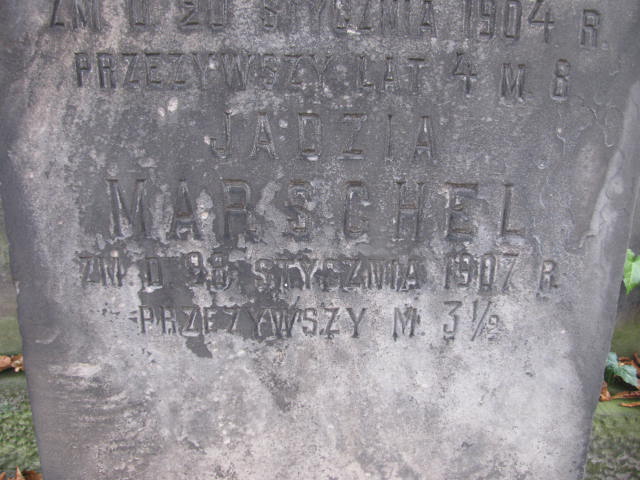 ZM. D. 20 STYCZNIA 1904 R.
PRZEŻYWSZY LAT 4 M. 8
JADZIA
MARSCHEL
ZM. D. 28 STYCZNIA 1907 R.
PRZEŻYWSZY M. 3½